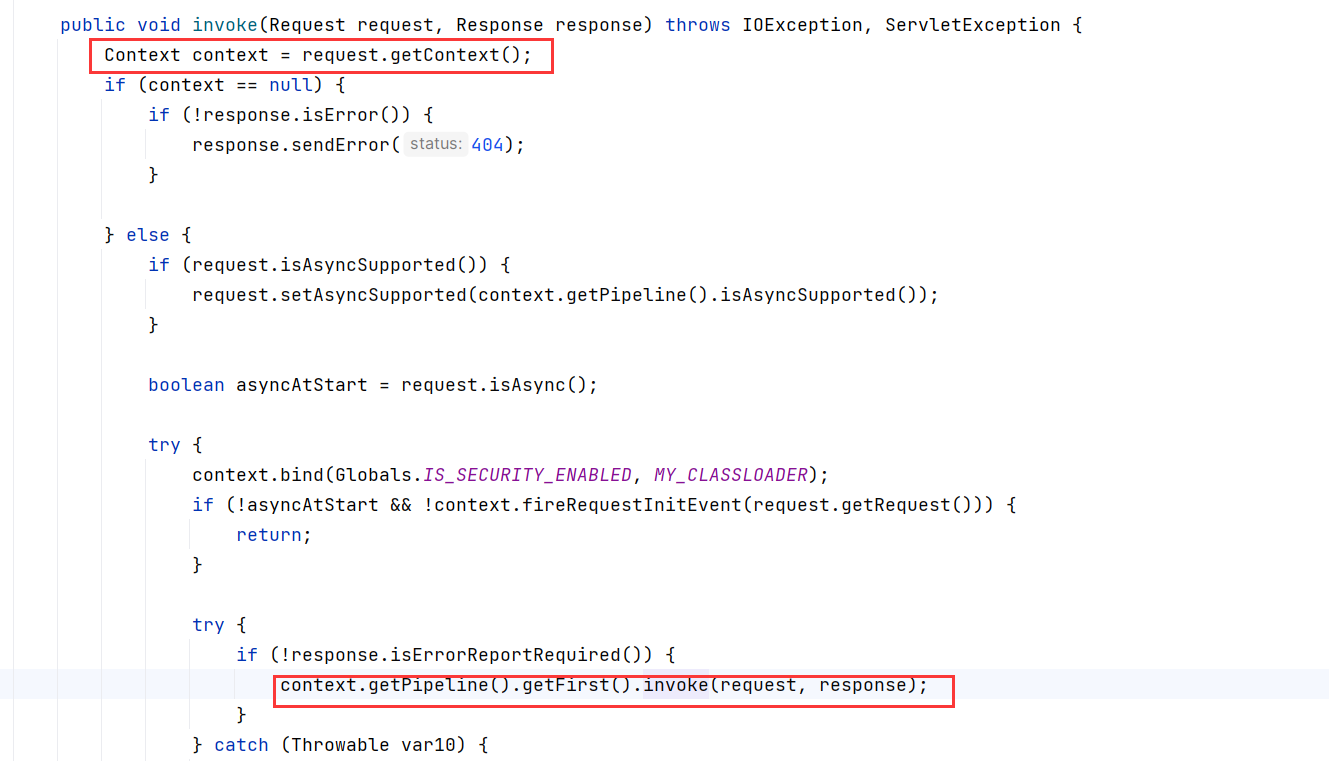 public void invoke(Request request, Response response) throws IOException, ServletException {
Context context = request.getContext();
if (context == null) {
if (!response.isError()) {
response.sendError( status: 404);
}
} else {
if (request.isAsyncSupported()) {
request.setAsyncSupported(context.getPipeline().isAsyncSupported());
}
boolean asyncAtStart = request.isAsync();
try {
context.bind(Globals.IS_SECURITY_ENABLED, MY_CLASSLOADER);
if (!asyncAtStart && !context.fireRequestInitEvent(request.getRequest())) {
return;
}
try {
if (!response.isErrorReportRequired()) {
context.getPipeline().getFirst().invoke(request, response);
}
} catch (Throwable var10) {